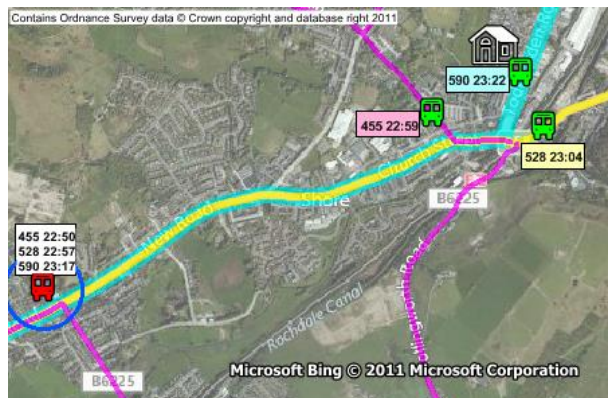 Contains Ordnance Survey data © Crown copyright and database right 2011
590 23:22
455 22:59
528 23:04
Church St
Shore
New Road
B6225
455 22:50
528 22:57
590 23:17
Rochdale Canal
B6225
Microsoft Bing © 2011 Microsoft Corporation